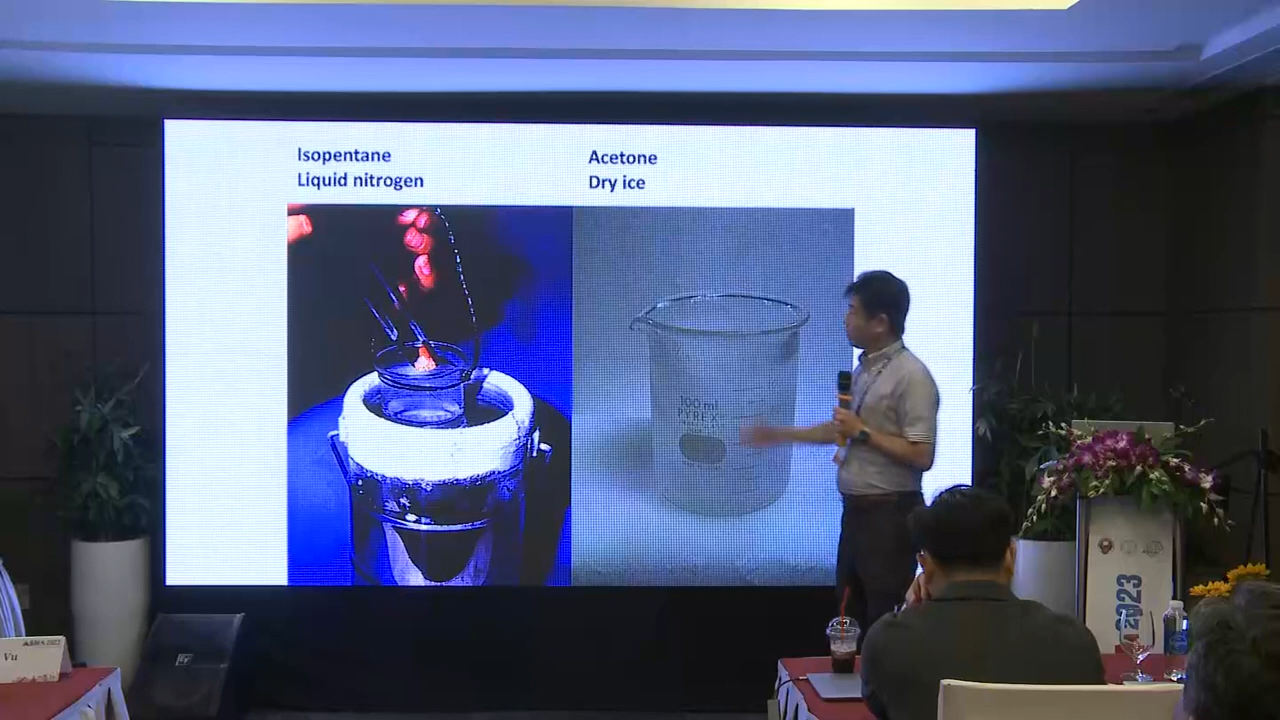 Isopentane
Liquid nitrogen
Acetone
Dry ice
100 ml
PYREX
2023
Vu